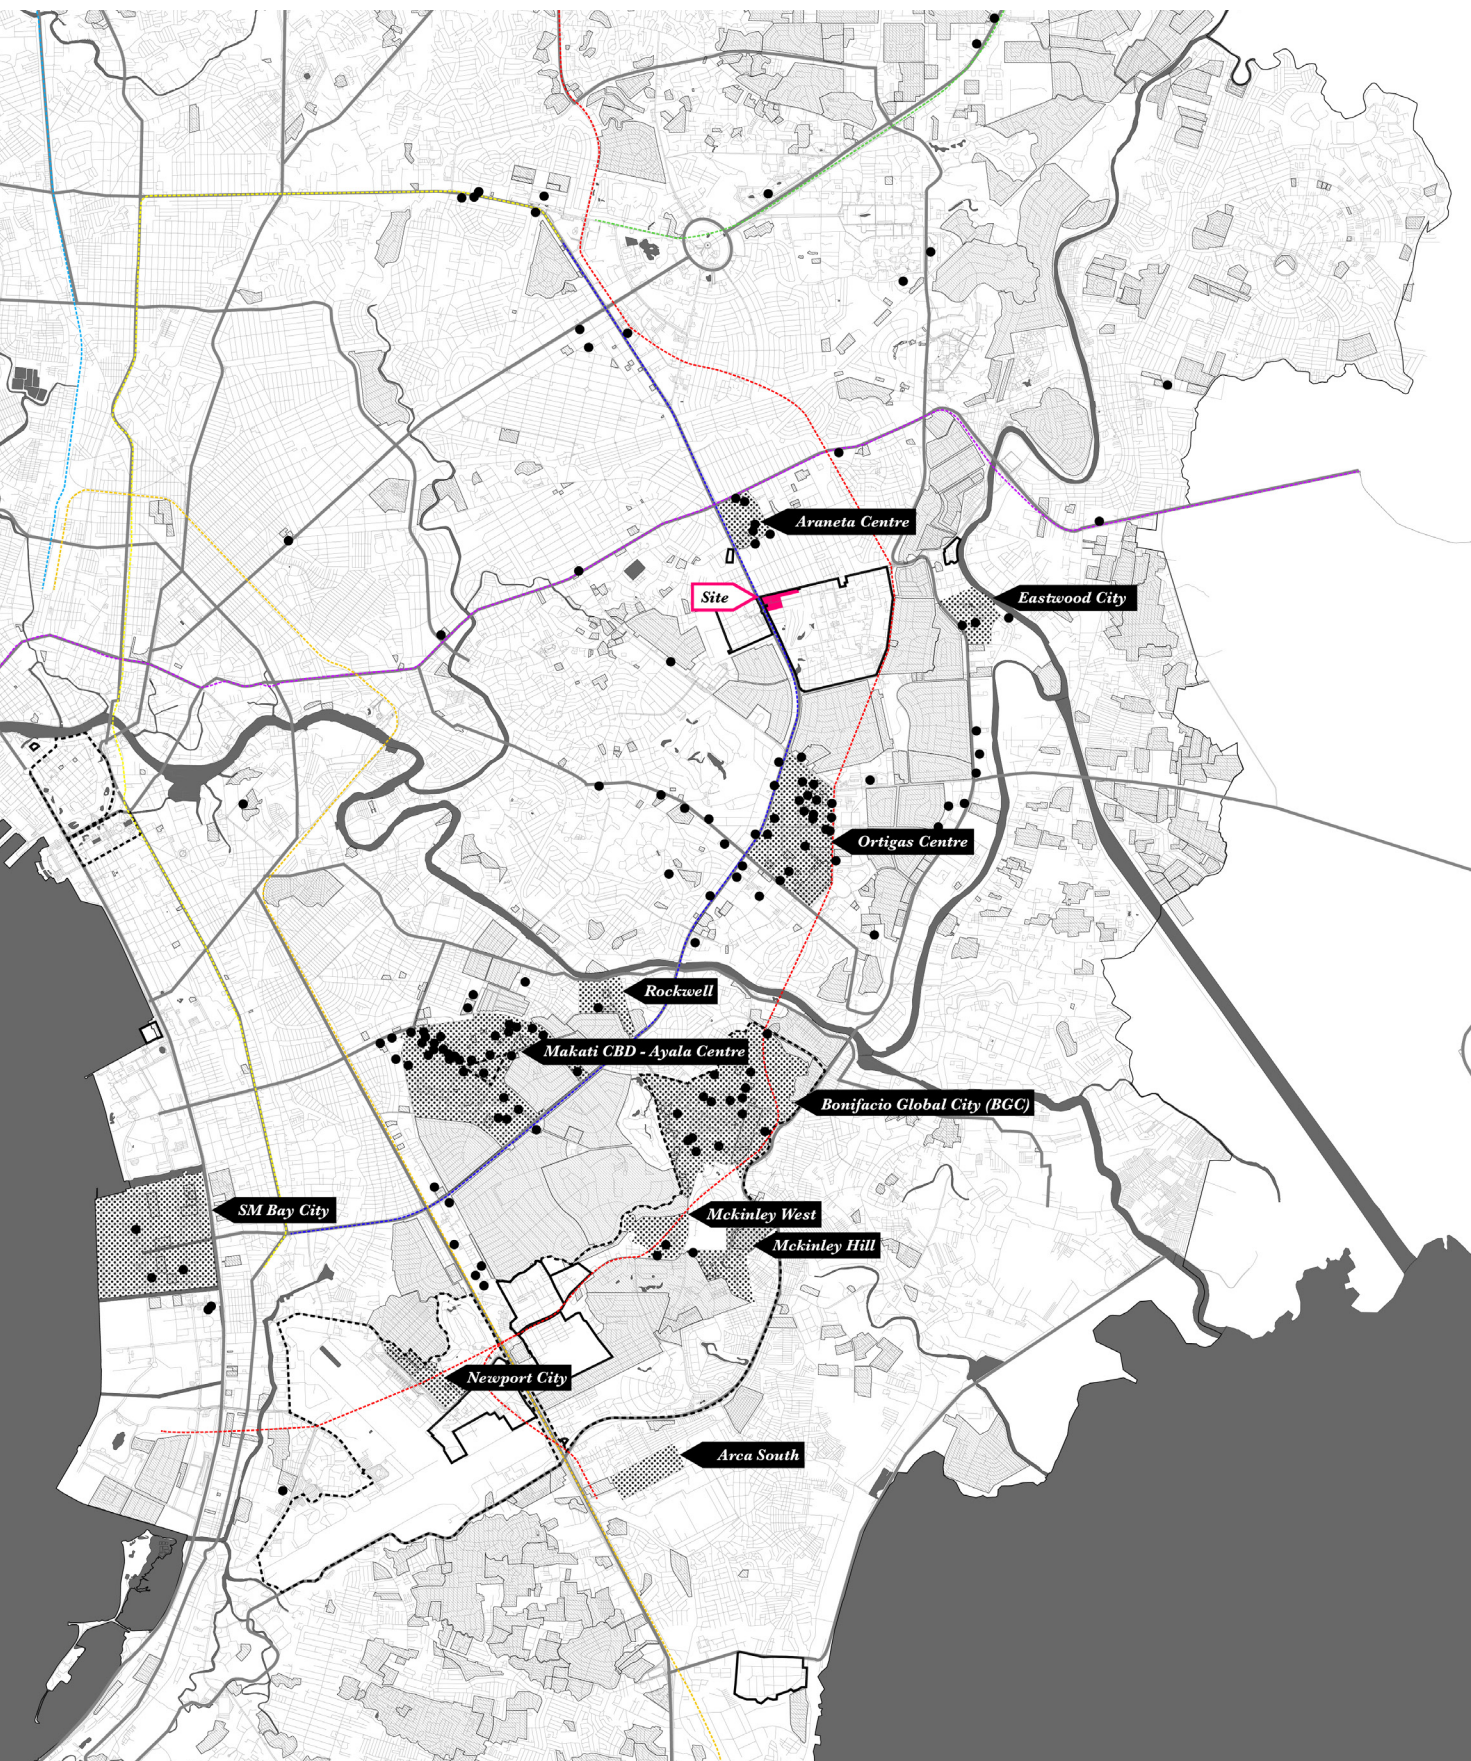 Araneta Centre
Site
Eastwood City
Ortigas Centre
Rockwell
Makati CBD - Ayala Centre
Bonifacio Global City (BGC)
SM Bay City
Mckinley West
Mckinley Hill
Newport City
Arca South